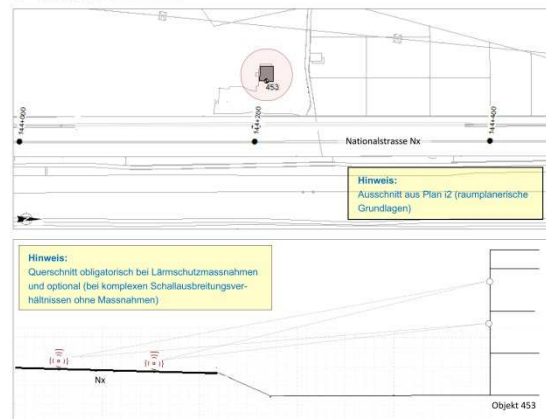 453
144+000
144+200
144+400
Nationalstrasse Nx
Hinweis:
Ausschnitt aus Plan i2 (raumplanerische
Grundlagen)
Hinweis:
Querschnitt obligatorisch bei Lärmschutzmassnahmen
und optional (bei komplexen Schallausbreitungsver-
hältnissen ohne Massnahmen)
Nx
Objekt 453